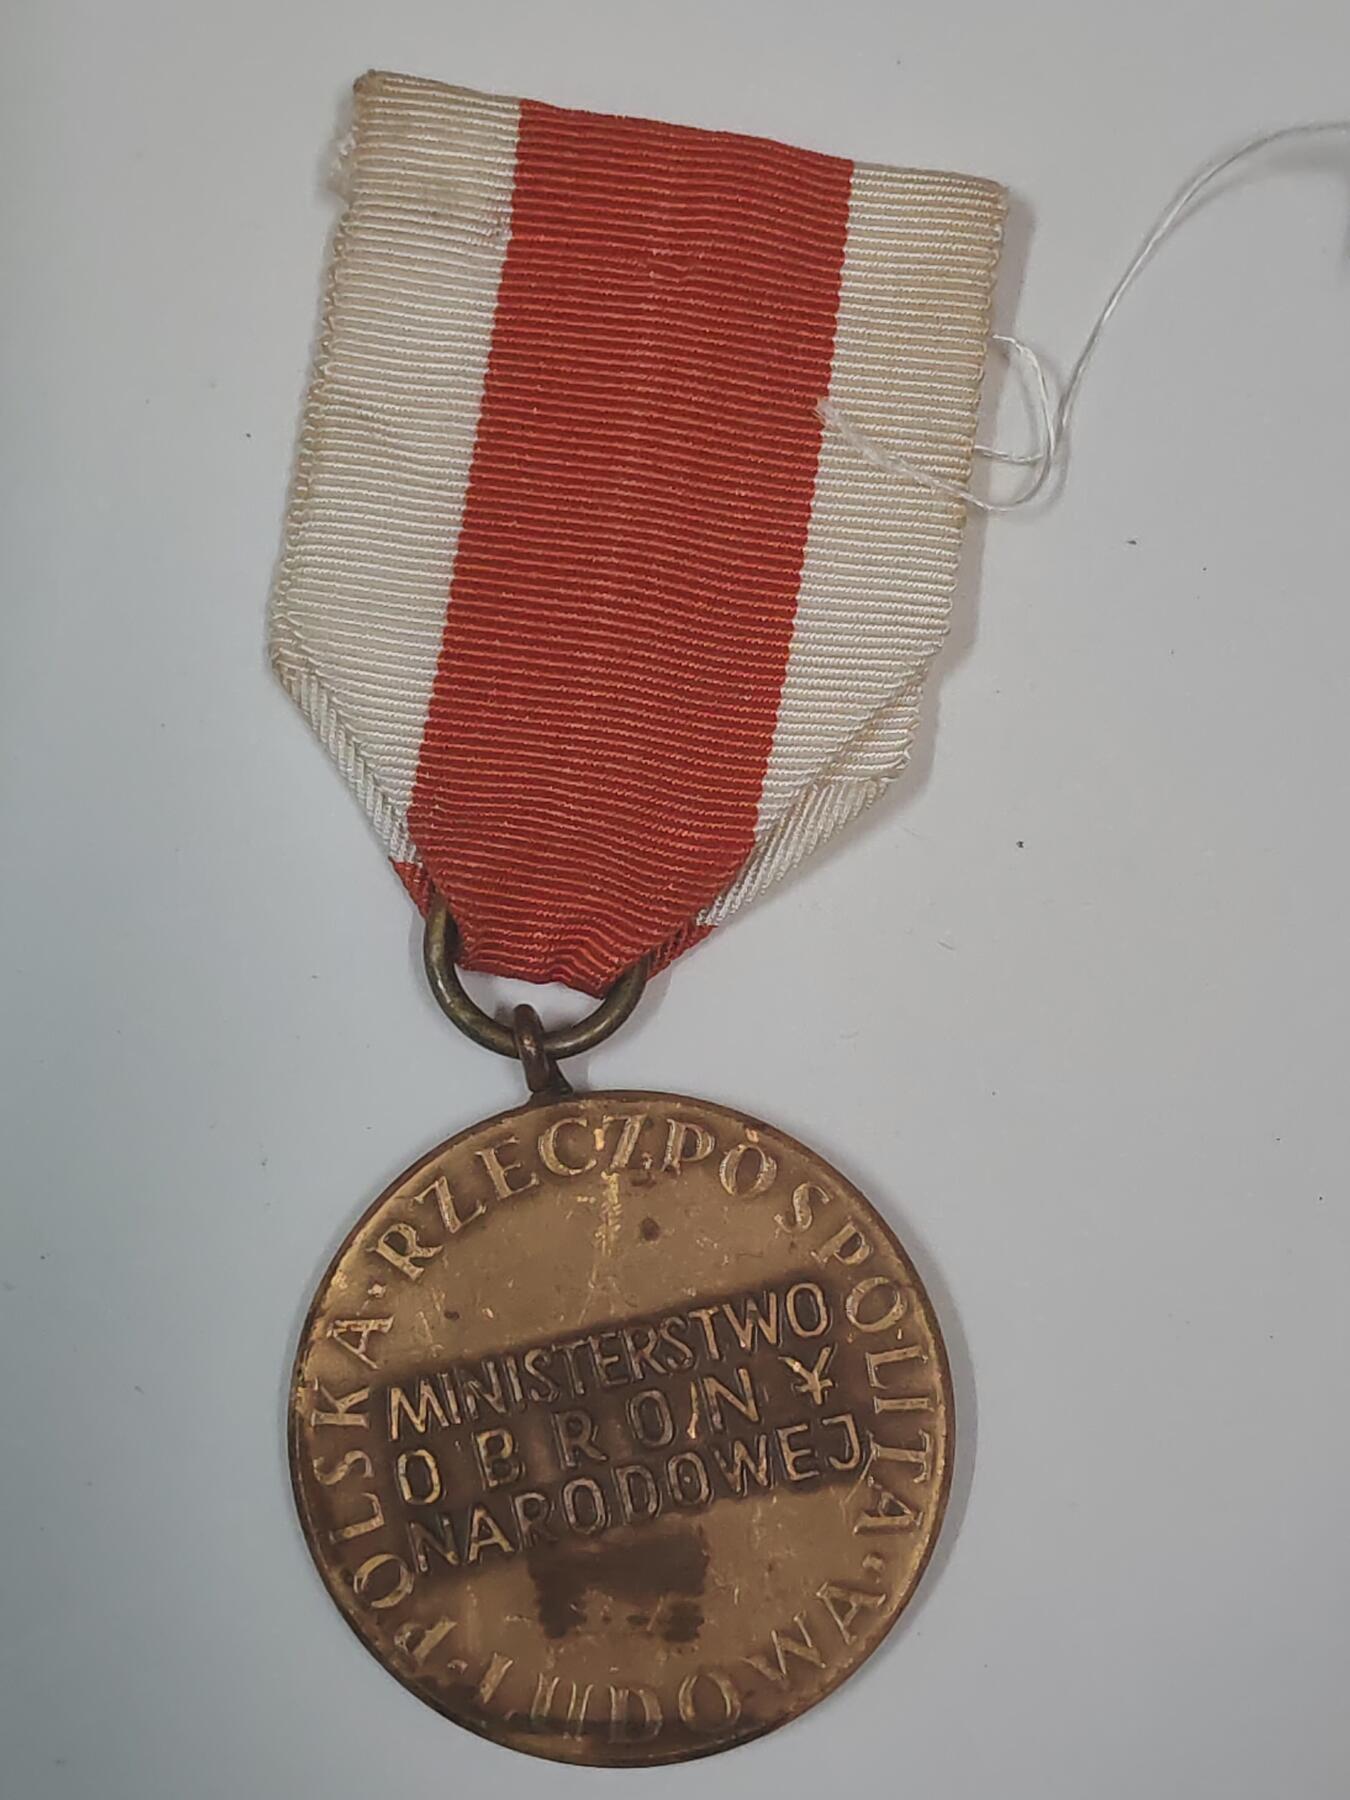 POLSKA · RZECZPOSPOLITA · LUDOWA ·
MINISTERSTWO
OBRONY
NARODOWEJ